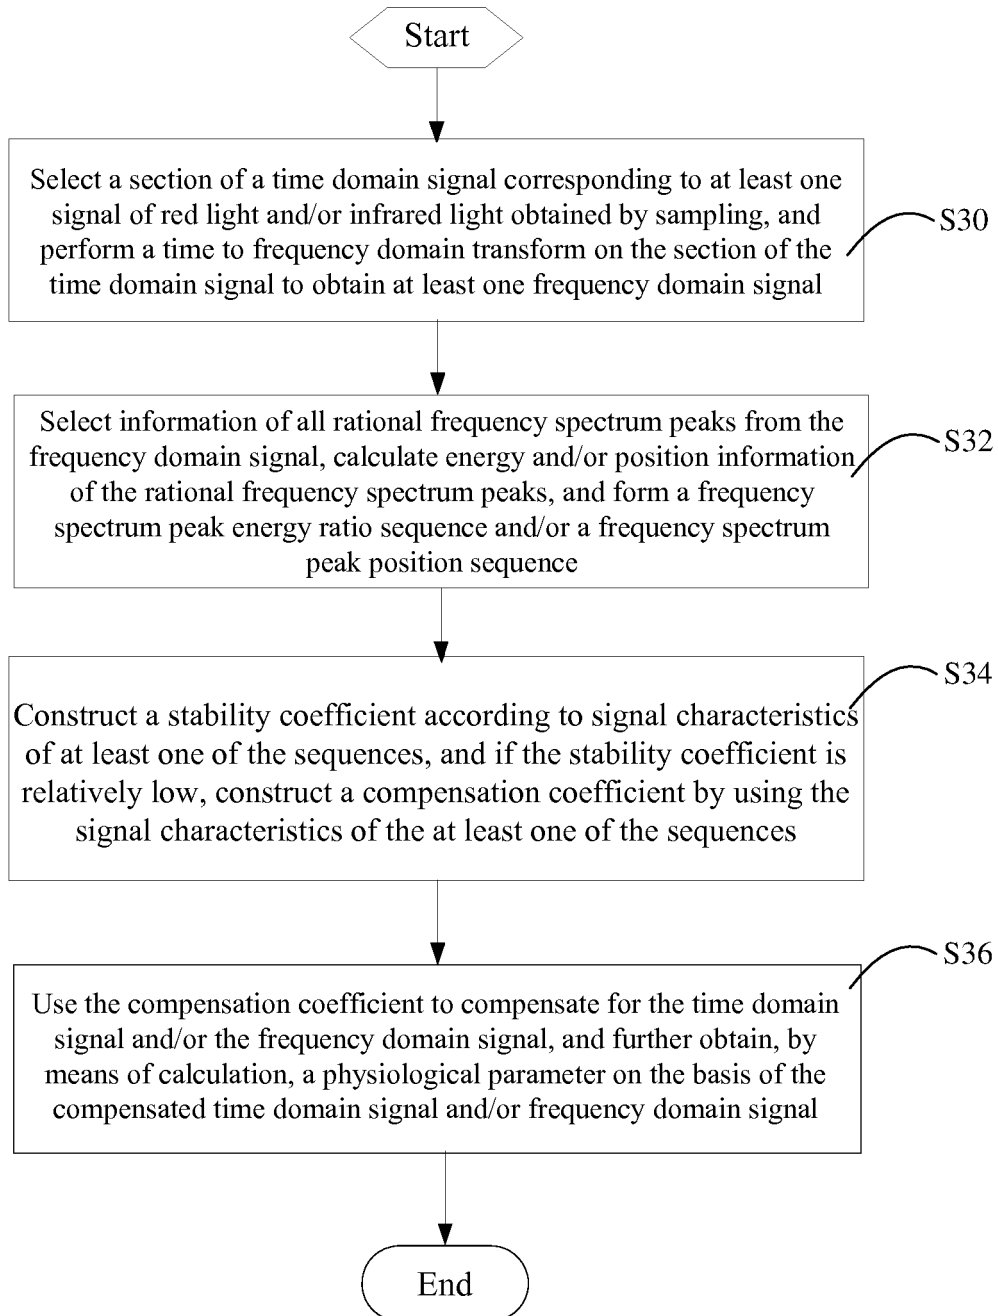 Start
Select a section of a time domain signal corresponding to at least one
signal of red light and/or infrared light obtained by sampling, and
perform a time to frequency domain transform on the section of the
time domain signal to obtain at least one frequency domain signal
S30
Select information of all rational frequency spectrum peaks from the
frequency domain signal, calculate energy and/or position information
of the rational frequency spectrum peaks, and form a frequency
spectrum peak energy ratio sequence and/or a frequency spectrum
peak position sequence
S32
Construct a stability coefficient according to signal characteristics
of at least one of the sequences, and if the stability coefficient is
relatively low, construct a compensation coefficient by using the
signal characteristics of the at least one of the sequences
S34
Use the compensation coefficient to compensate for the time domain
signal and/or the frequency domain signal, and further obtain, by
means of calculation, a physiological parameter on the basis of the
compensated time domain signal and/or frequency domain signal
S36
End